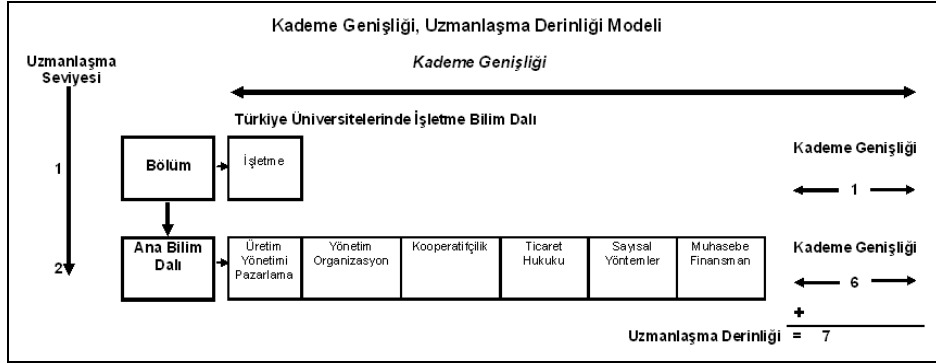 Kademe Genişliği, Uzmanlaşma Derinliği Modeli
Uzmanlaşma
Seviyesi
Kademe Genişliği
Türkiye Üniversitelerinde İşletme Bilim Dalı
1
Bölüm
İşletme
Kademe Genişliği
1
2
Ana Bilim
Dalı
Üretim
Yönetimi
Pazarlama
Yönetim
Organizasyon
Kooperatifçilik
Ticaret
Hukuku
Sayısal
Yöntemler
Muhasebe
Finansman
Kademe Genişliği
6
+
Uzmanlaşma Derinliği = 7